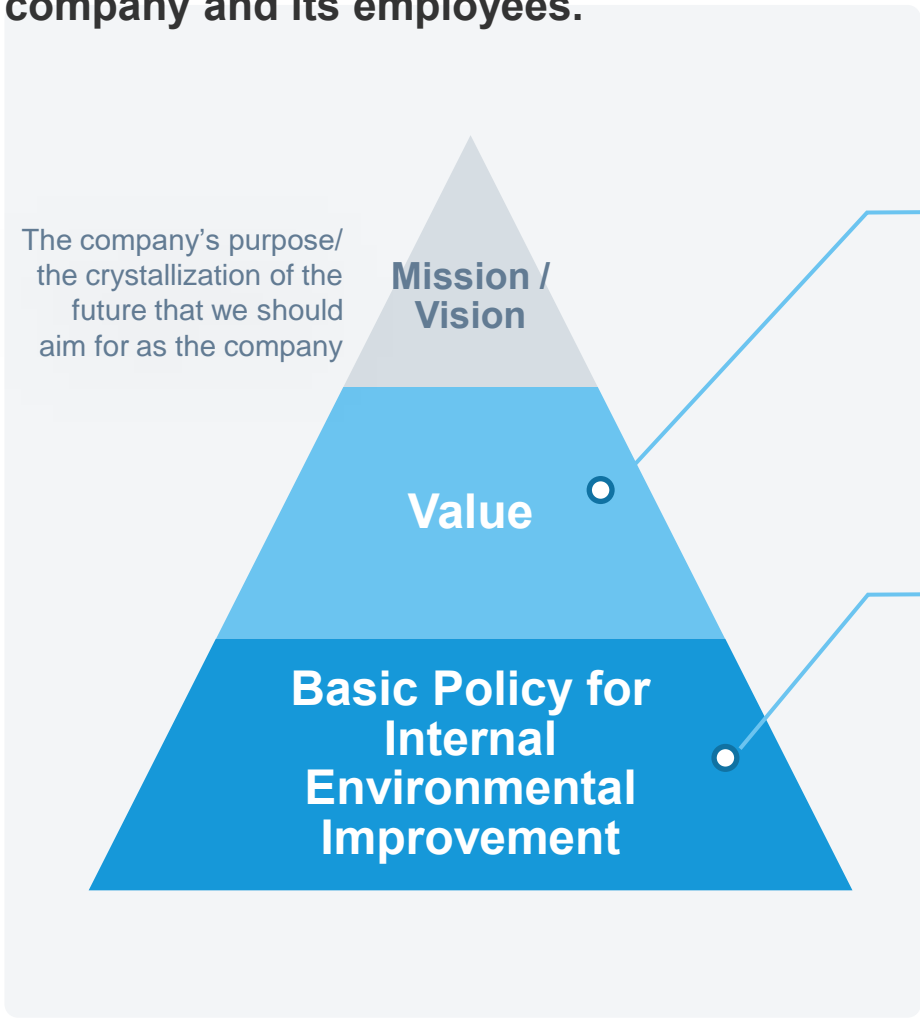 company and its employees.
The company's purpose/
the crystallization of the
future that we should
aim for as the company
Mission /
Vision
Value
Basic Policy for
Internal
Environmental
Improvement